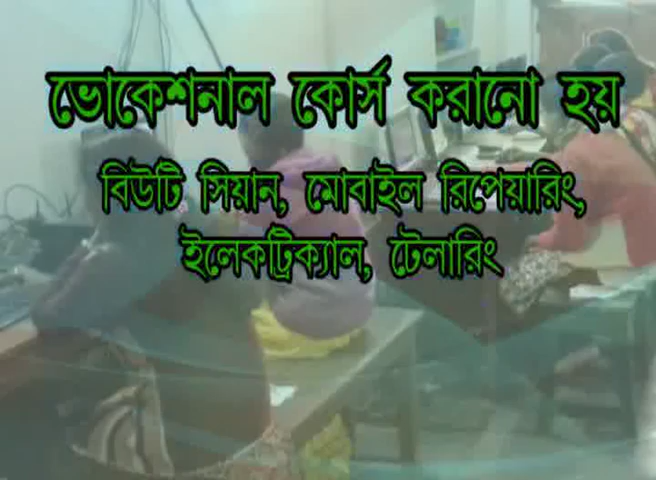 ভোকেশনাল কোর্স করানো হয়
বিউটি সিয়ান, মোবাইল রিপেয়ারিং,
ইলেকট্রিক্যাল, টেলারিং